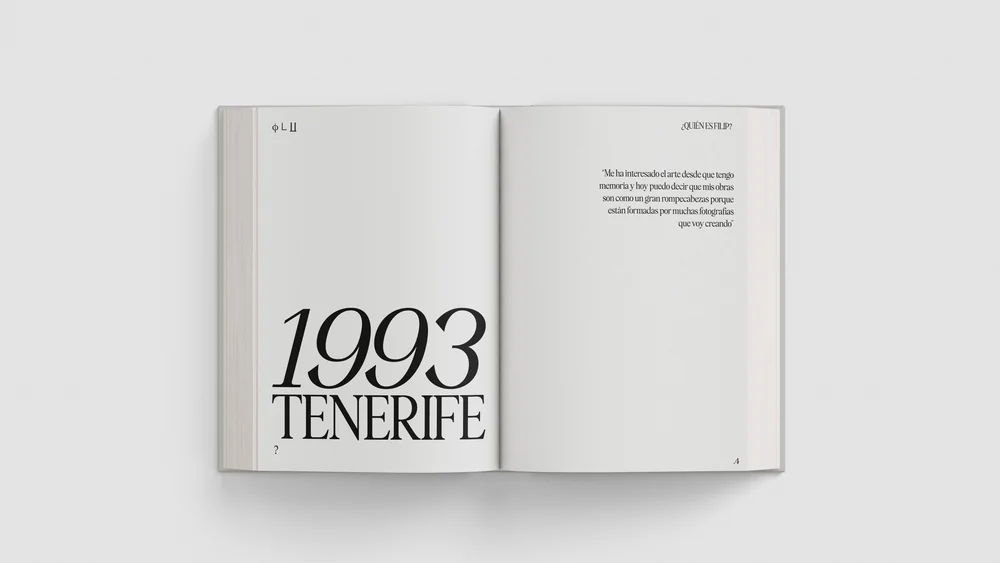 ф L Ц
1993
TENERIFE
?
¿QUIÉN ES FILIP?
"Me ha interesado el arte desde que tengo
memoria y hoy puedo decir que mis obras
son como un gran rompecabezas porque
están formadas por muchas fotografías
que voy creando"